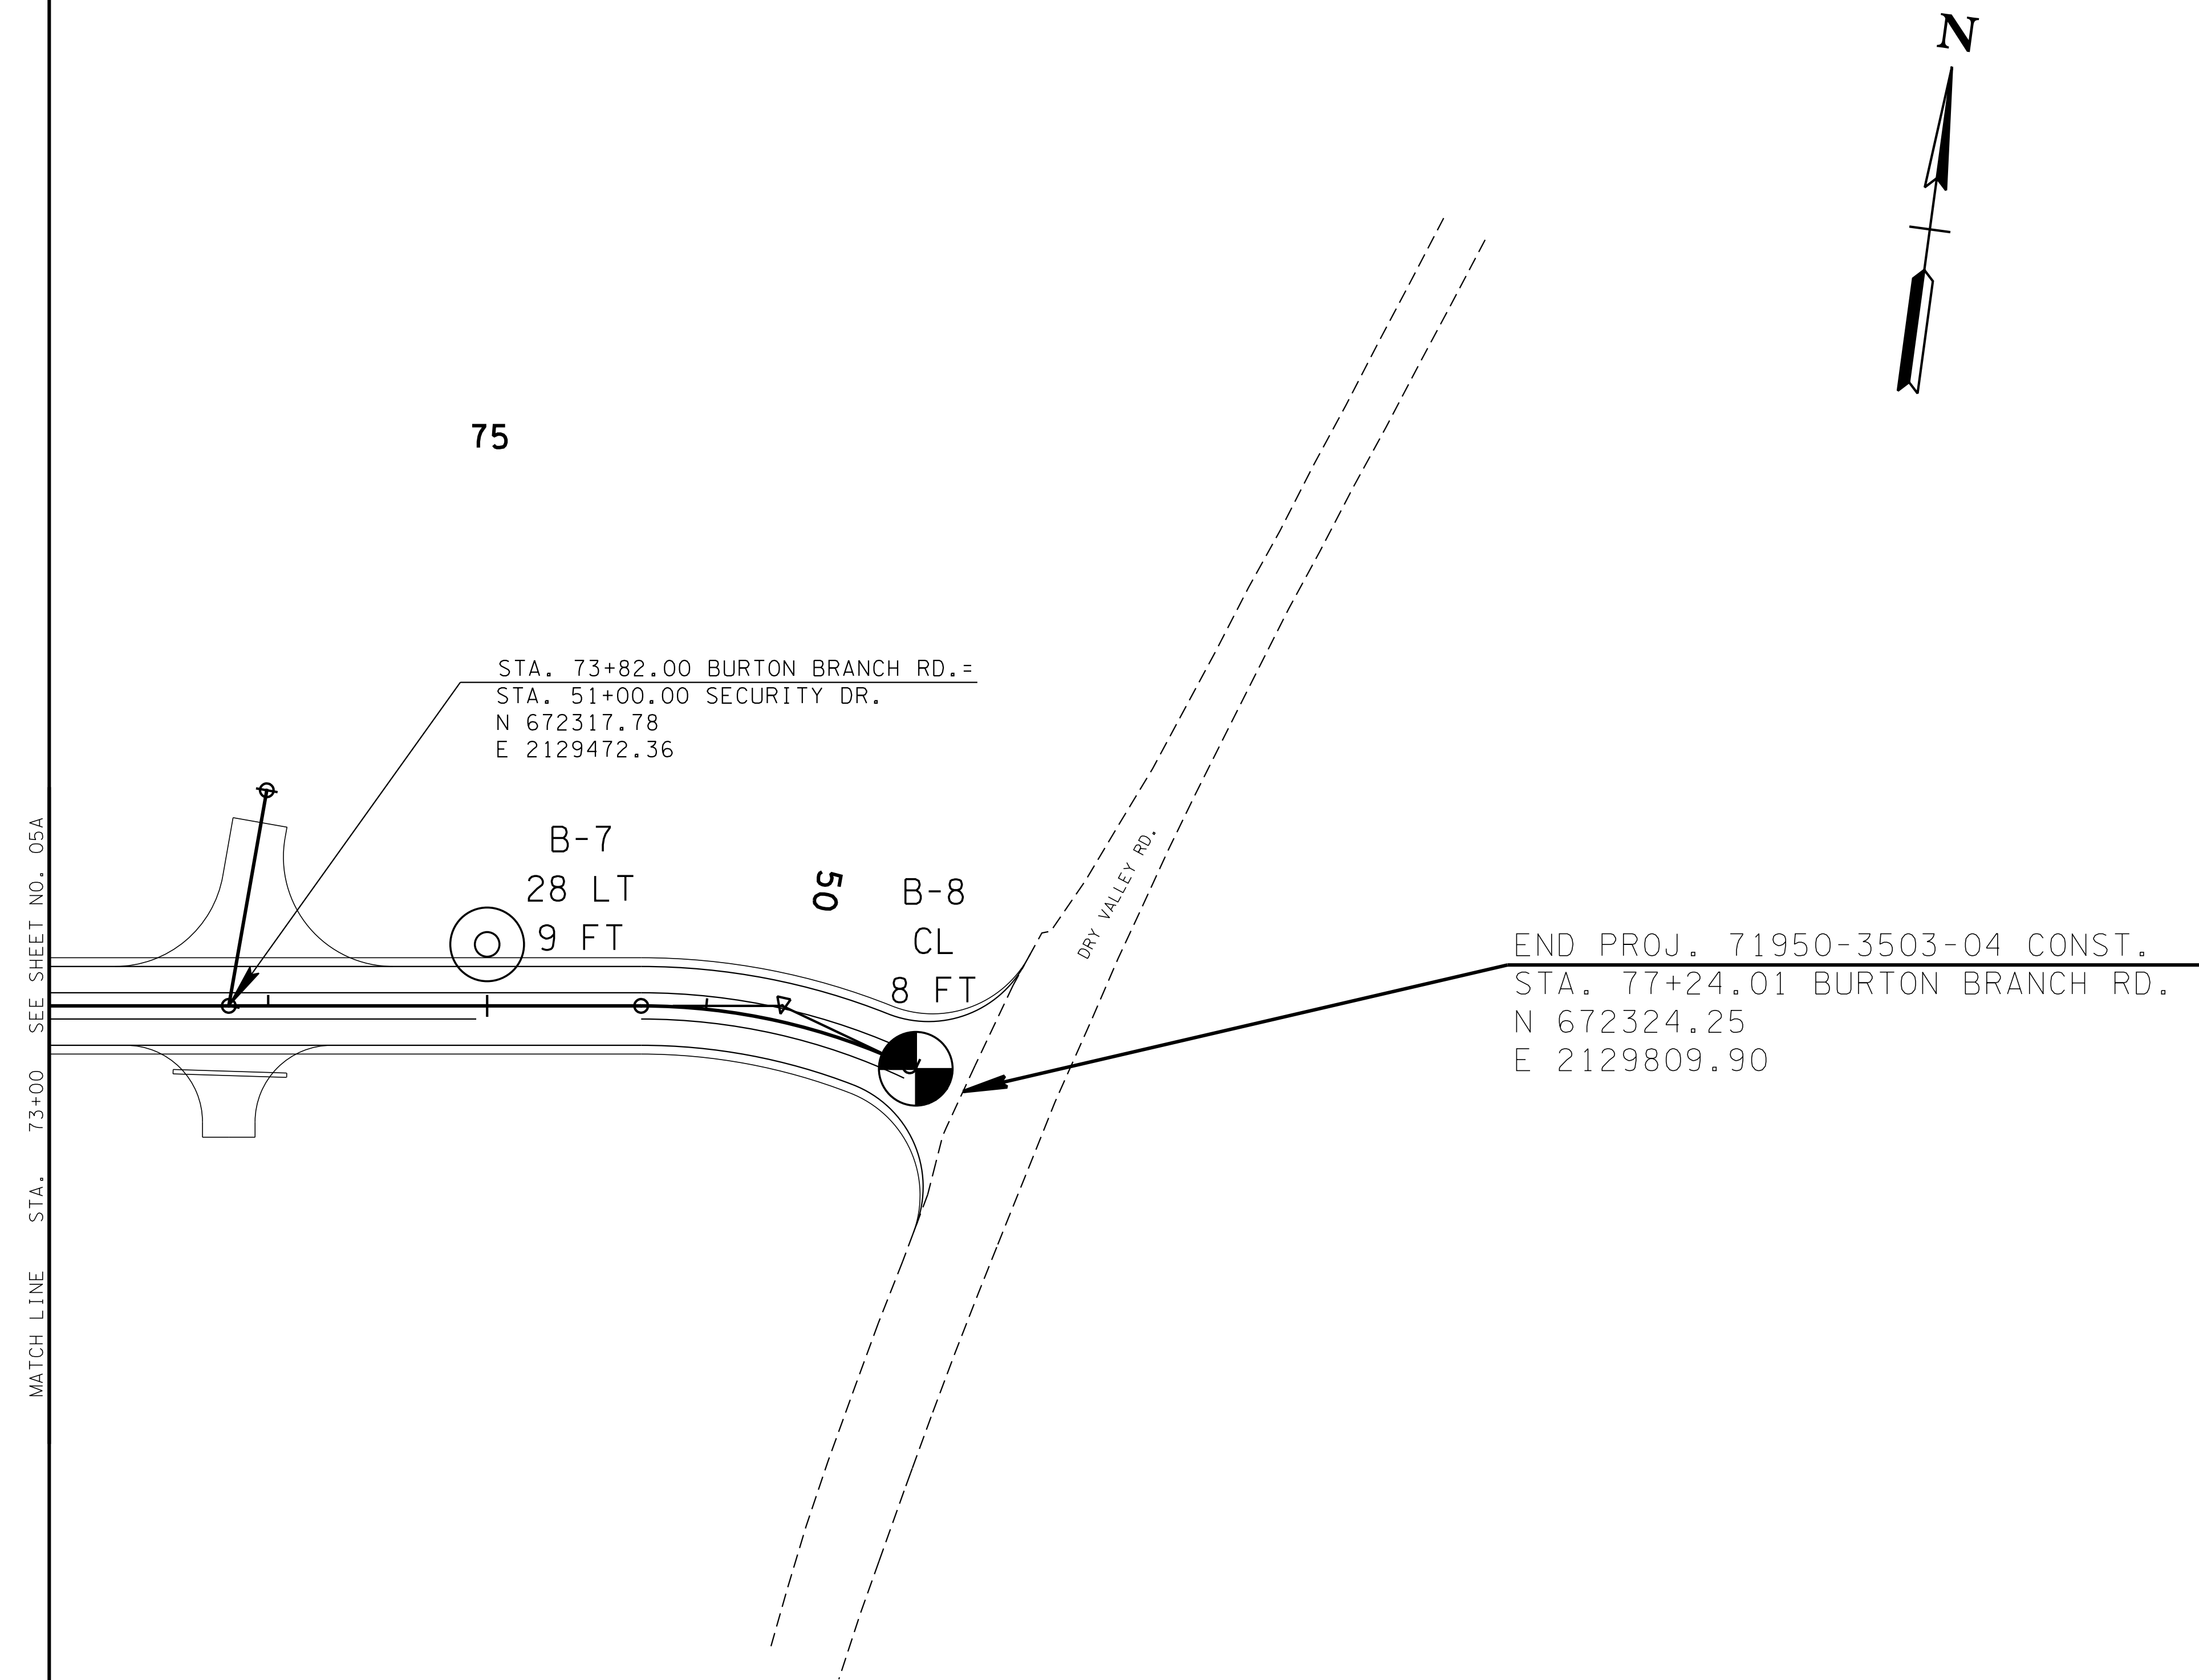 N
75
STA. 73+82.00 BURTON BRANCH RD.=
STA. 51+00.00 SECURITY DR.
N 672317.78
E 2129472.36
B-7
28 LT
9 FT
50
B-8
CL
8 FT
DRY VALLEY RD.
END PROJ. 71950-3503-04 CONST.
STA. 77+24.01 BURTON BRANCH RD.
N 672324.25
E 2129809.90
MATCH LINE STA. 73+00 SEE SHEET NO. 05A